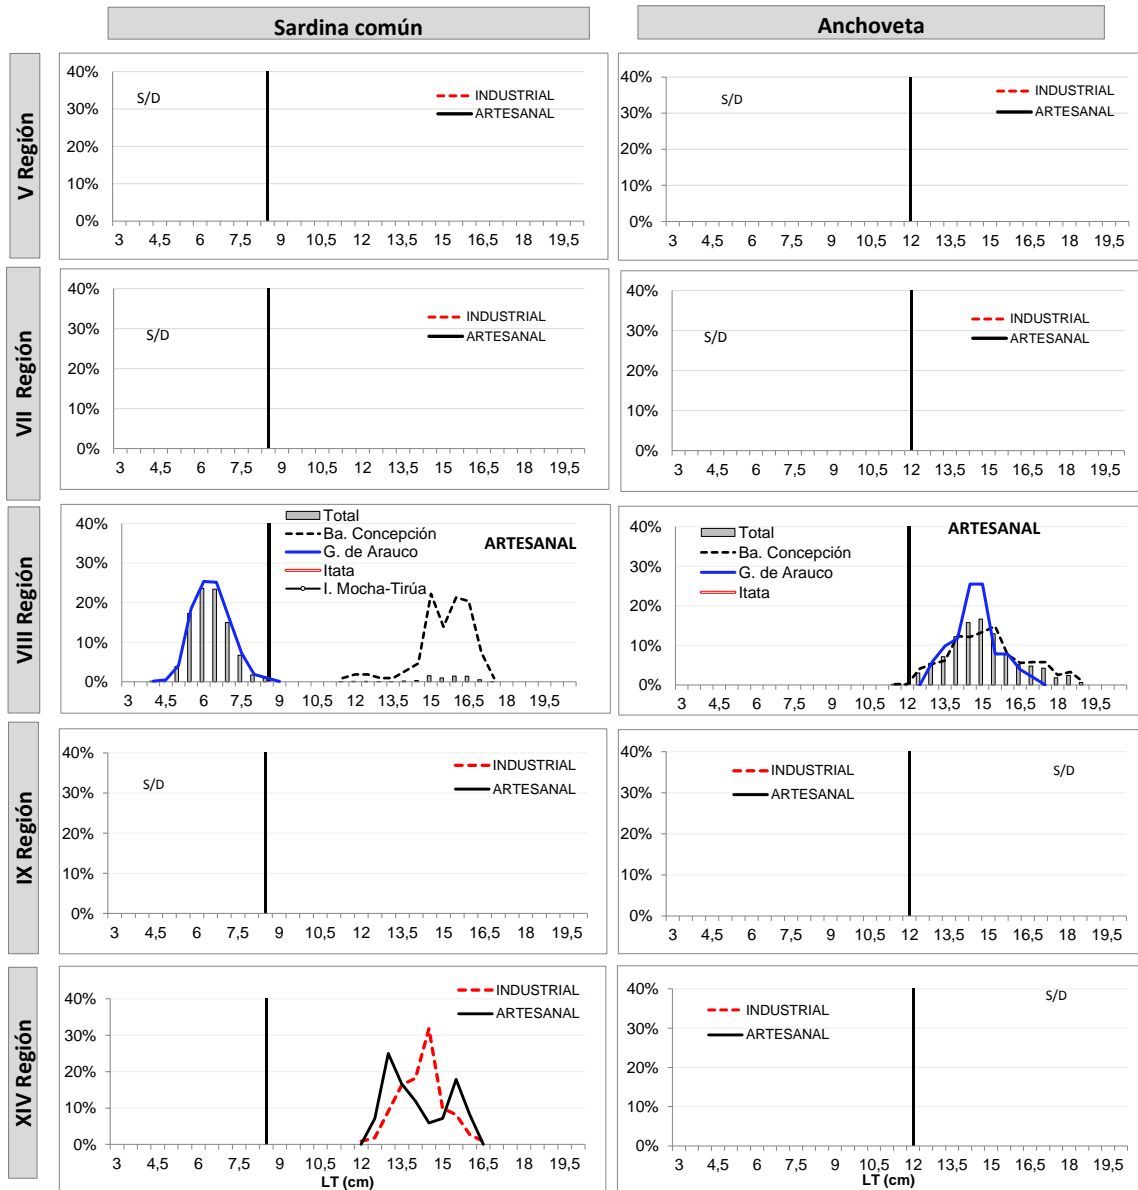 Sardina común
Anchoveta
V Región
40%
30%
20%
10%
0%
S/D
INDUSTRIAL
ARTESANAL
3 4,5 6 7,5 9 10,5 12 13,5 15 16,5 18 19,5
40%
30%
20%
10%
0%
S/D
INDUSTRIAL
ARTESANAL
3 4,5 6 7,5 9 10,5 12 13,5 15 16,5 18 19,5
VII Región
40%
30%
20%
10%
0%
S/D
INDUSTRIAL
ARTESANAL
3 4,5 6 7,5 9 10,5 12 13,5 15 16,5 18 19,5
40%
30%
20%
10%
0%
S/D
INDUSTRIAL
ARTESANAL
3 4,5 6 7,5 9 10,5 12 13,5 15 16,5 18 19,5
VIII Región
40%
30%
20%
10%
0%
Total
Ba. Concepción
G. de Arauco
Itata
I. Mocha-Tirúa
ARTESANAL
3 4,5 6 7,5 9 10,5 12 13,5 15 16,5 18 19,5
40%
30%
20%
10%
0%
Total
Ba. Concepción
G. de Arauco
Itata
ARTESANAL
3 4,5 6 7,5 9 10,5 12 13,5 15 16,5 18 19,5
IX Región
40%
30%
20%
10%
0%
S/D
INDUSTRIAL
ARTESANAL
3 4,5 6 7,5 9 10,5 12 13,5 15 16,5 18 19,5
40%
30%
20%
10%
0%
INDUSTRIAL
ARTESANAL
S/D
3 4,5 6 7,5 9 10,5 12 13,5 15 16,5 18 19,5
XIV Región
40%
30%
20%
10%
0%
INDUSTRIAL
ARTESANAL
3 4,5 6 7,5 9 10,5 12 13,5 15 16,5 18 19,5
LT (cm)
40%
30%
20%
10%
0%
INDUSTRIAL
ARTESANAL
S/D
3 4,5 6 7,5 9 10,5 12 13,5 15 16,5 18 19,5
LT (cm)